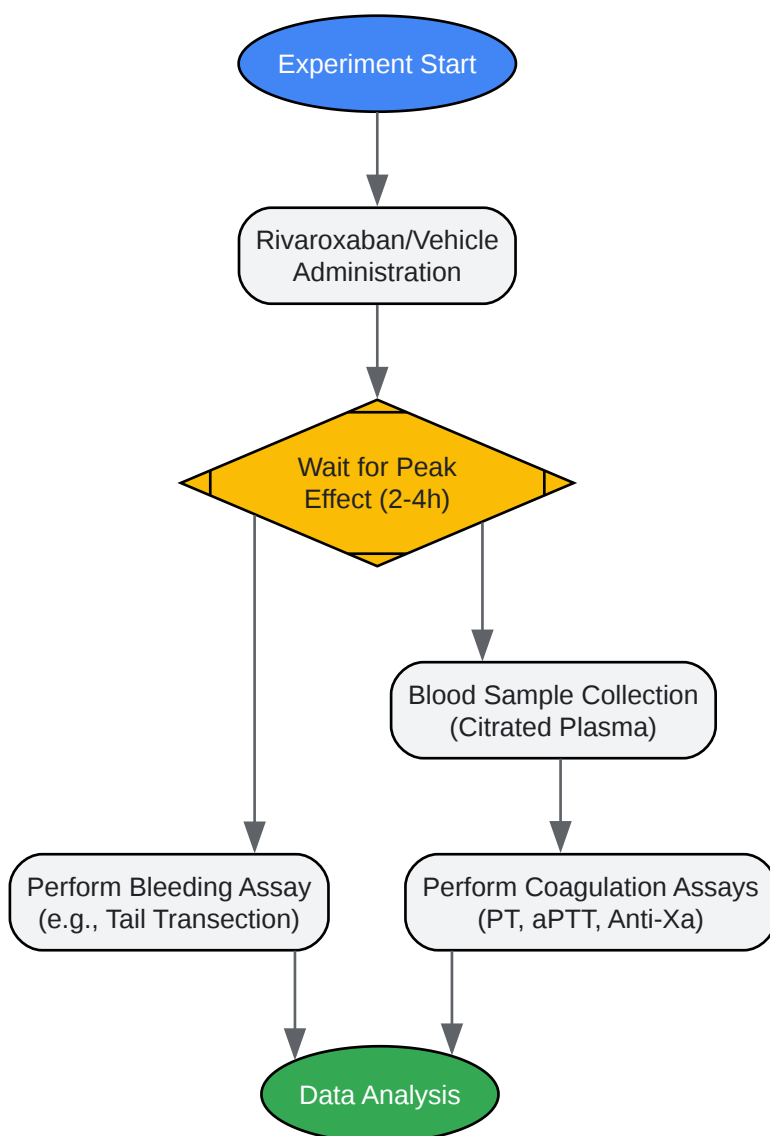 Experiment Start
Rivaroxaban/Vehicle
Administration
Wait for Peak
Effect (2-4h)
Blood Sample Collection
(Citrated Plasma)
Perform Bleeding Assay
(e.g., Tail Transection)
Perform Coagulation Assays
(PT, aPTT, Anti-Xa)
Data Analysis